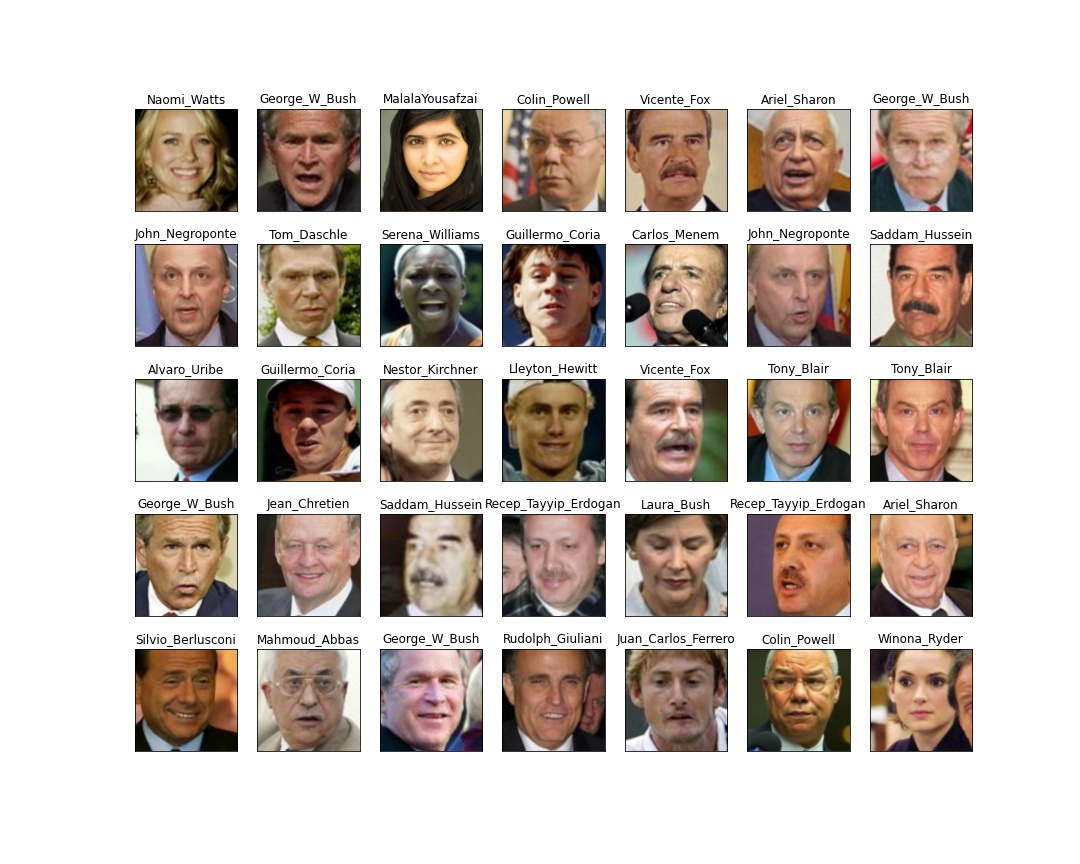 Naomi_Watts George_W_Bush MalalaYousafzai Colin_Powell Vicente_Fox Ariel_Sharon George_W_Bush
John_Negroponte Tom_Daschle Serena_Williams Guillermo_Coria Carlos_Menem John_Negroponte Saddam_Hussein
Alvaro_Uribe Guillermo_Coria Nestor_Kirchner Lleyton_Hewitt Vicente_Fox Tony_Blair Tony_Blair
George_W_Bush Jean_Chretien Saddam_Hussein Recep_Tayyip_Erdogan Laura_Bush Recep_Tayyip_Erdogan Ariel_Sharon
Silvio_Berlusconi Mahmoud_Abbas George_W_Bush Rudolph_Giuliani Juan_Carlos_Ferrero Colin_Powell Winona_Ryder